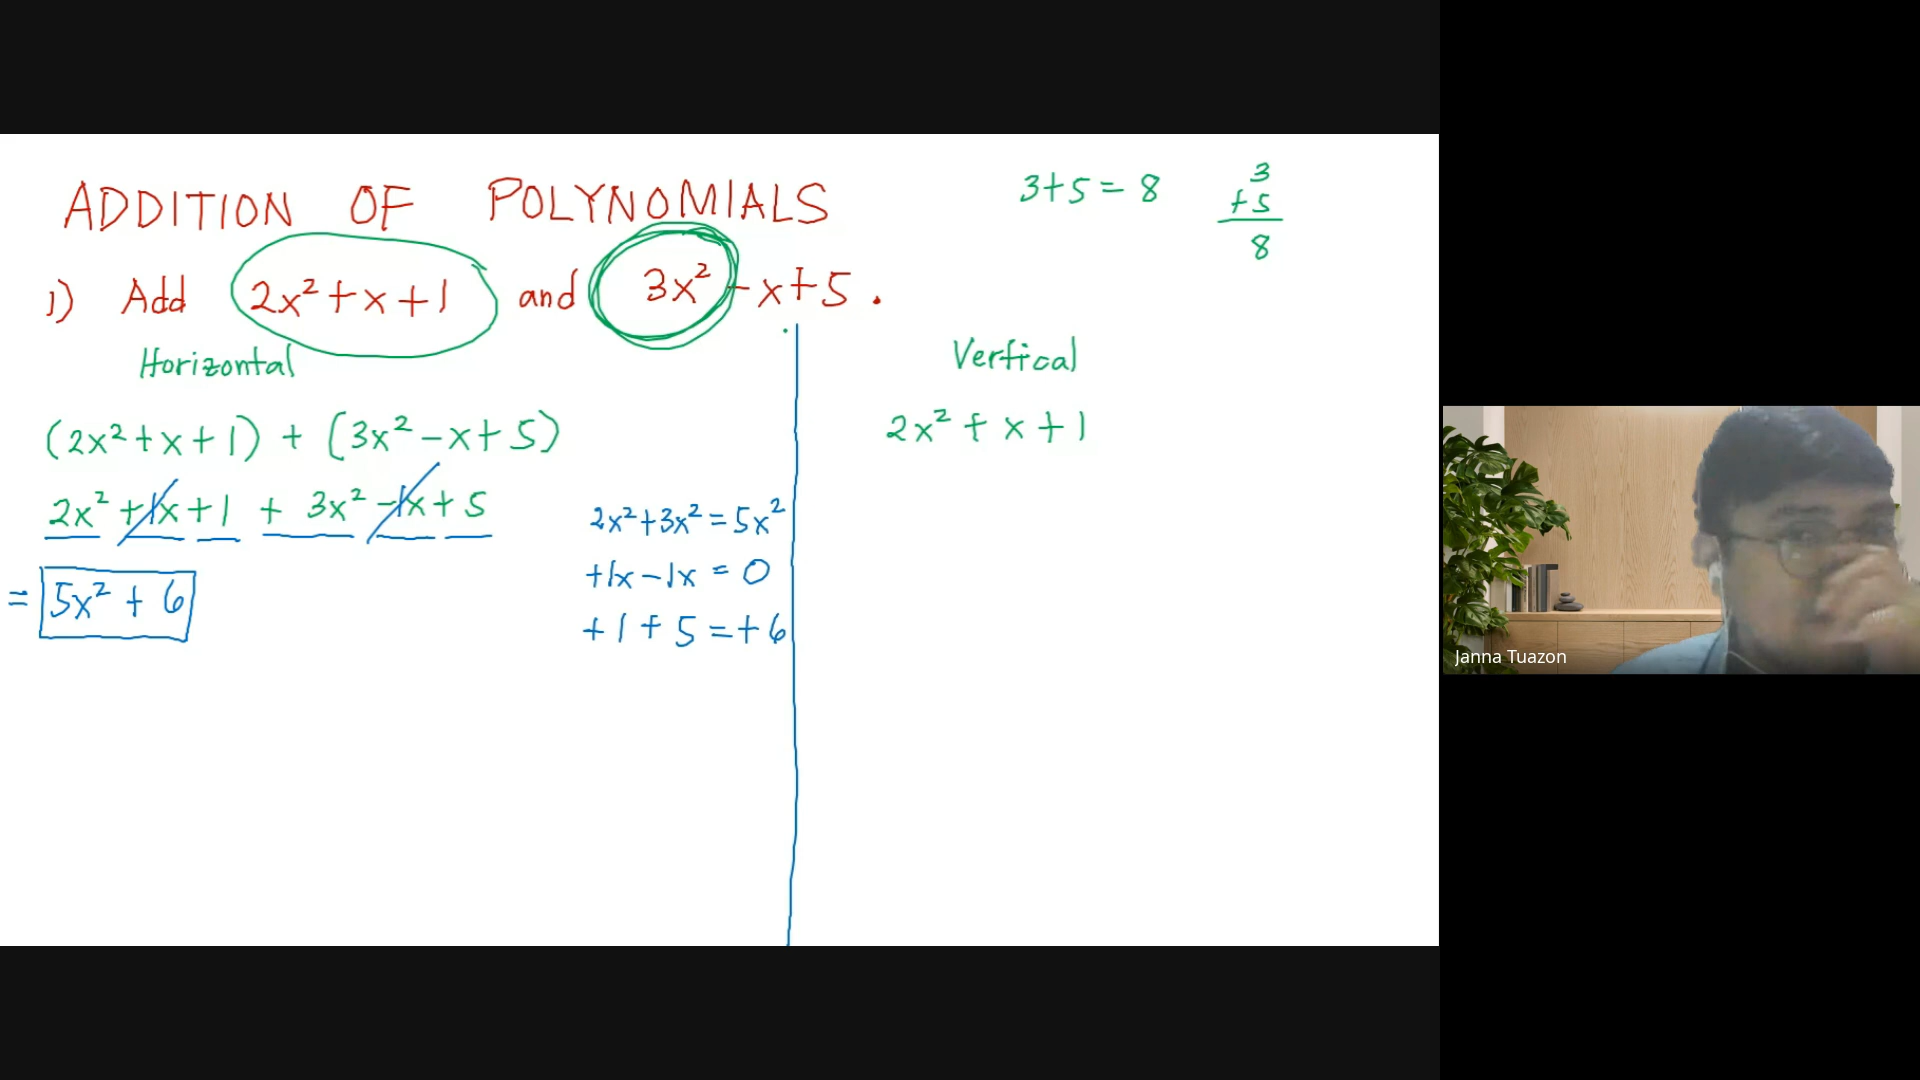 ADDITION OF POLYNOMIALS
3+5=8
3
+5
8
1) Add 2x²+x+1 and 3x²-x+5.
Horizontal
(2x²+x+1) + (3x²-x+5)
2x²+1x+1 + 3x²-1x+5
= 5x² + 6
2x²+3x²=5x²
+1x-1x = 0
+1+5=+6
Vertical
2x²+x+1
Janna Tuazon